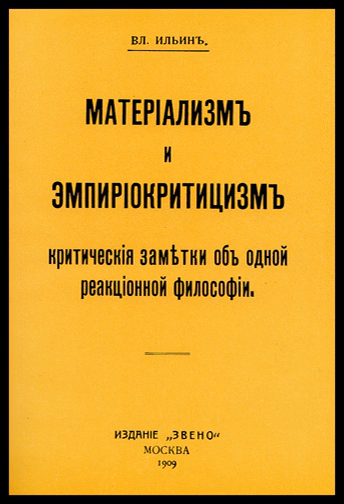 ВЛ. ИЛЬИНЪ.
МАТЕРІАЛИЗМЪ
И
ЭМПИРІОКРИТИЦИЗМЪ
критическія замѣтки объ одной
реакціонной философіи.
ИЗДАНІЕ „ЗВЕНО“
МОСКВА
1909